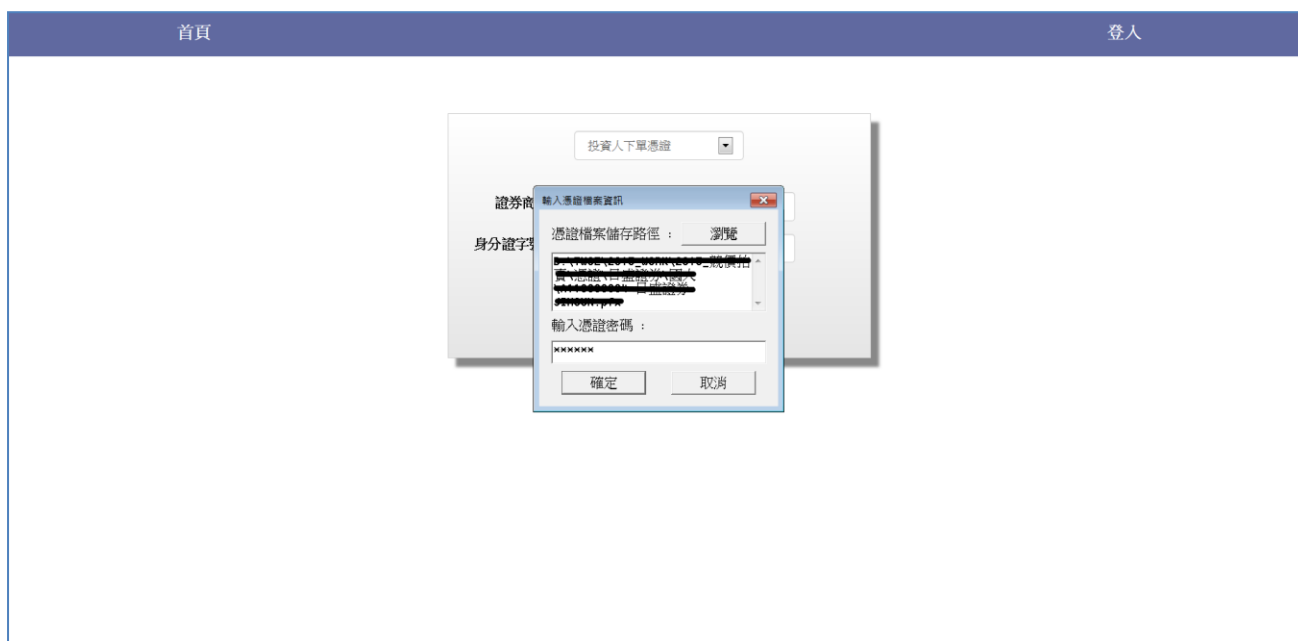 首頁
登入
投資人下單憑證
證券商
輸入憑證檔案資訊
身分證字
憑證檔案儲存路徑 :
瀏覽
輸入憑證密碼 :
******
確定
取消